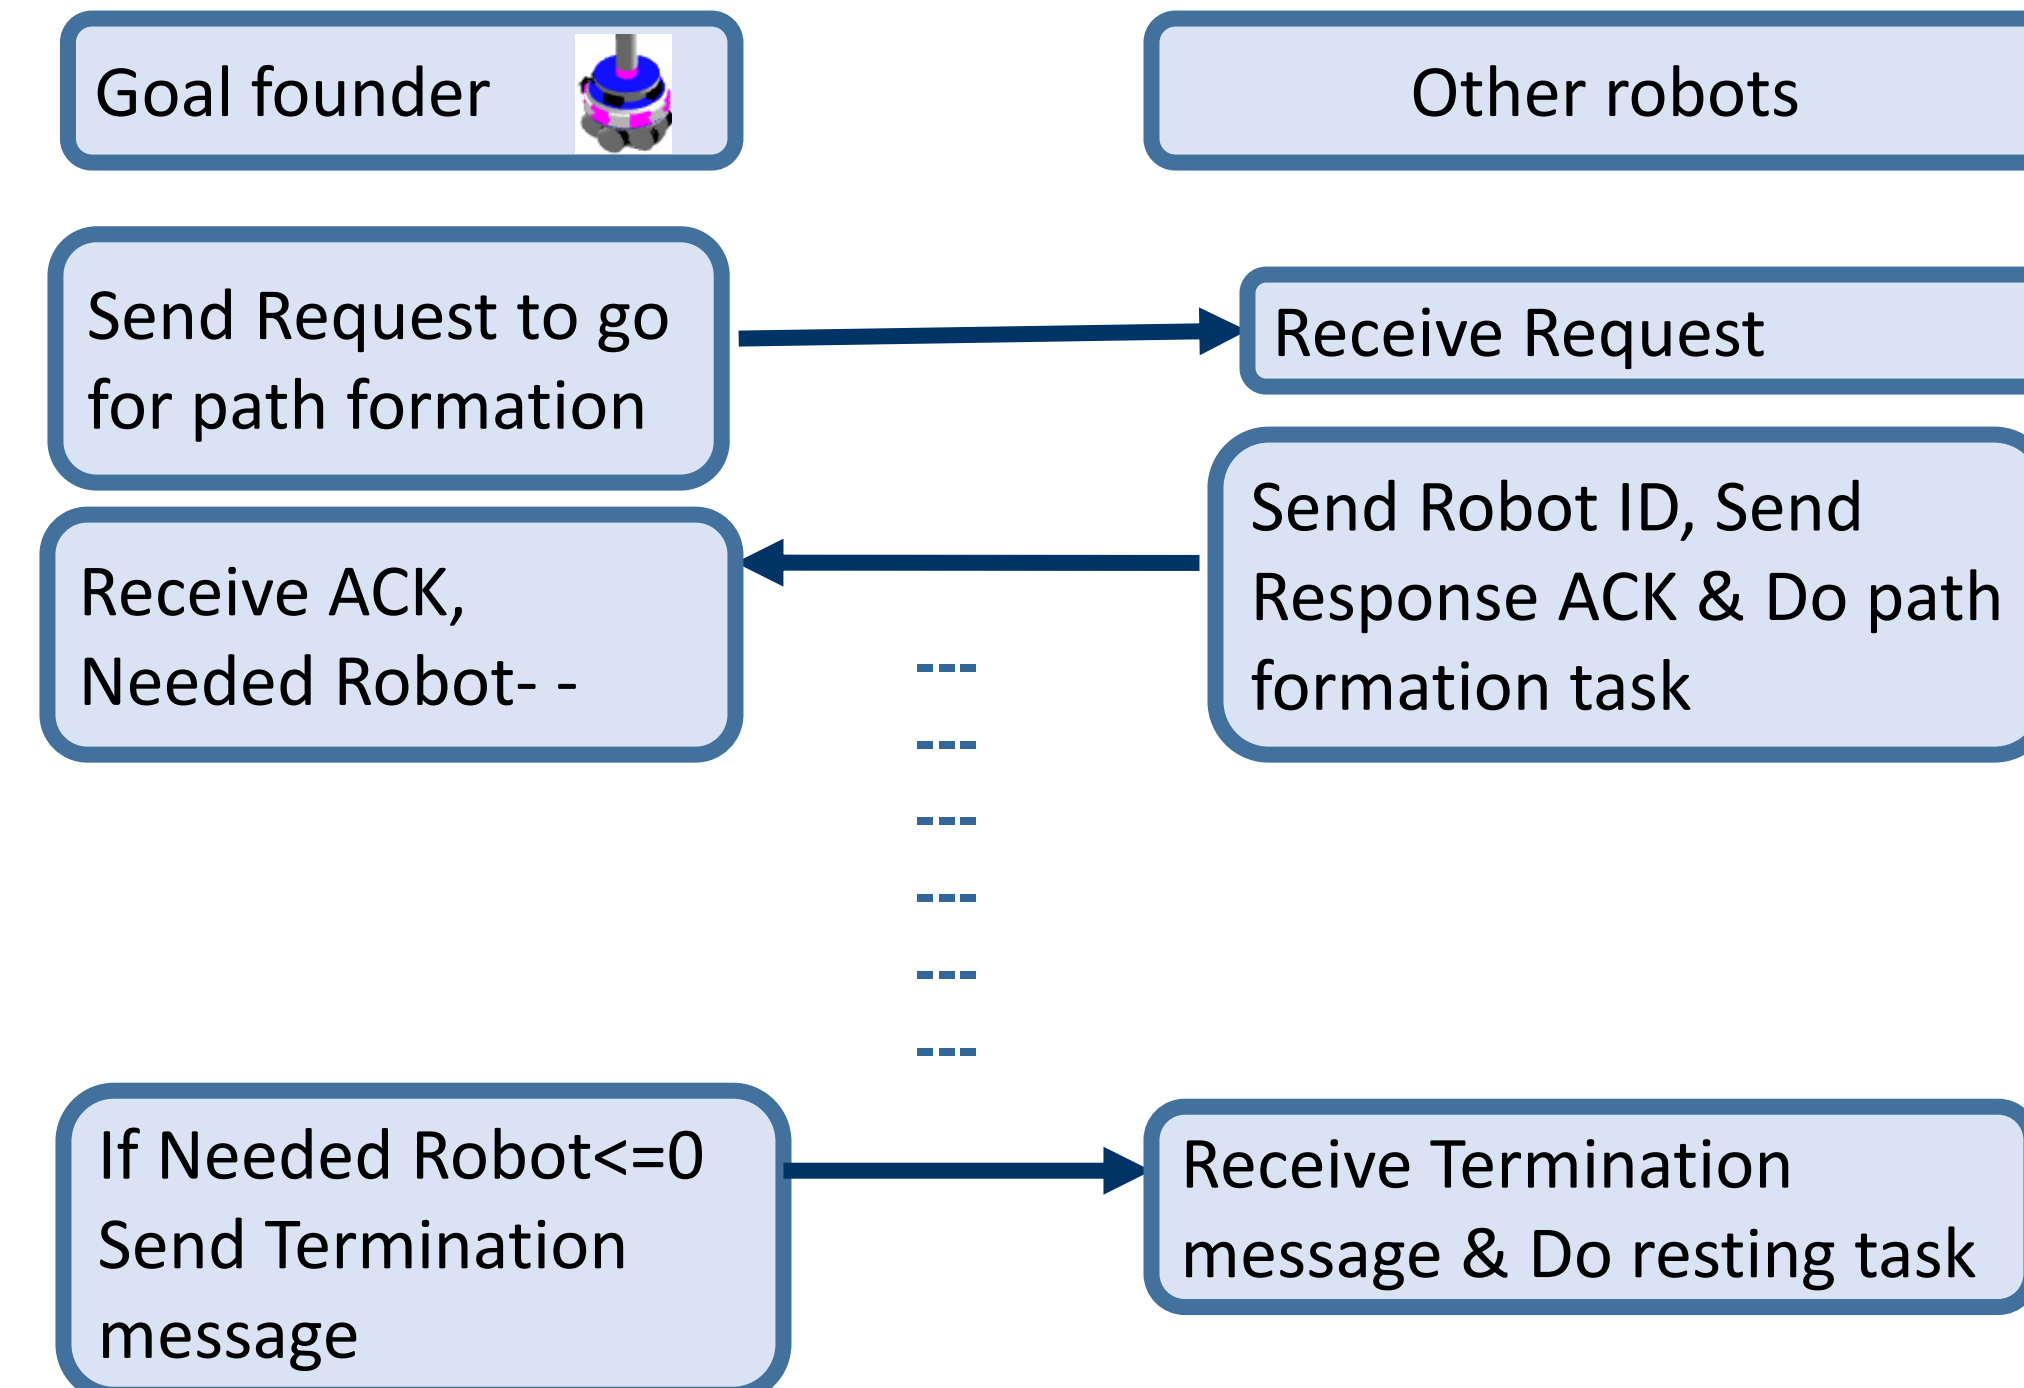 Goal founder
Other robots
Send Request to go
for path formation
Receive Request
Send Robot ID, Send
Response ACK & Do path
formation task
Receive ACK,
Needed Robot- -
---
---
---
---
---
---
If Needed Robot<=0
Send Termination
message
Receive Termination
message & Do resting task